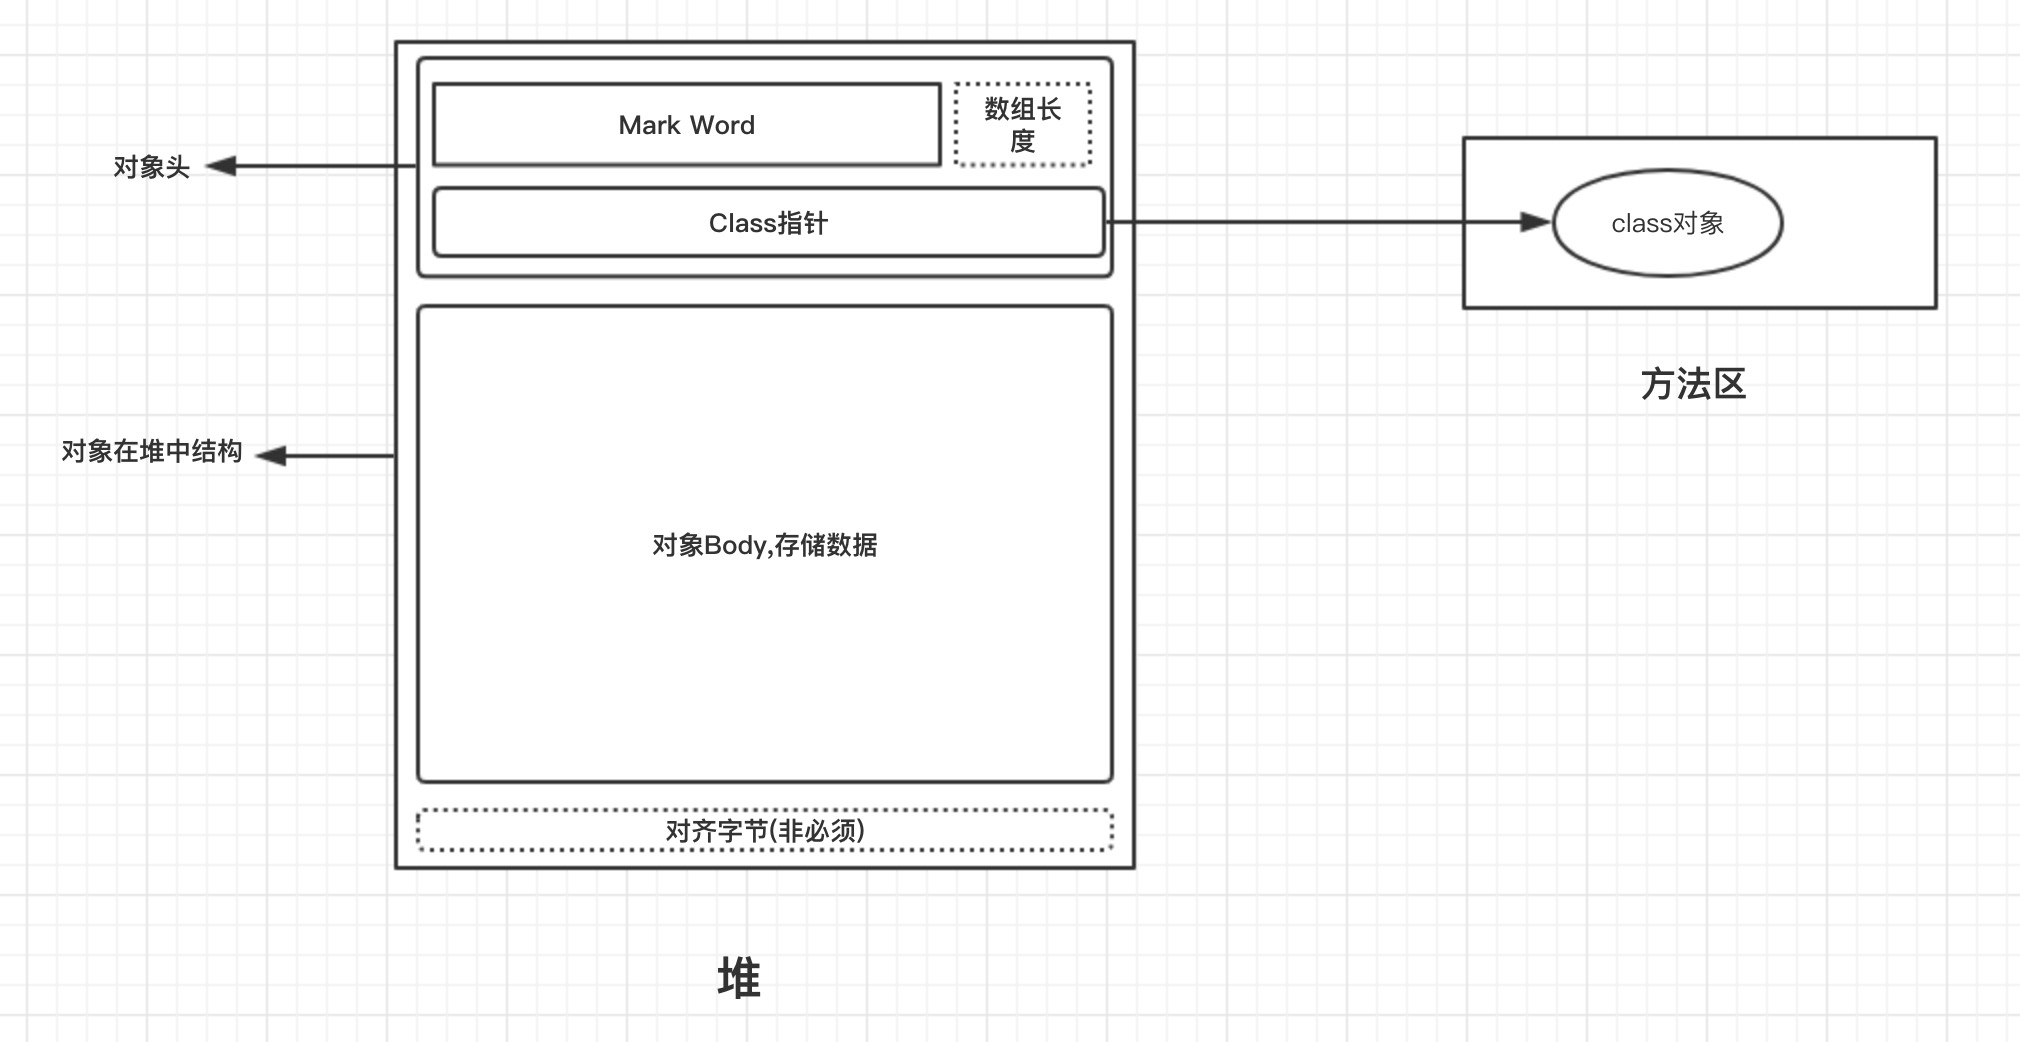 Mark Word
数组长
度
对象头
Class指针
class对象
方法区
对象在堆中结构
对象Body,存储数据
对齐字节(非必须)
堆